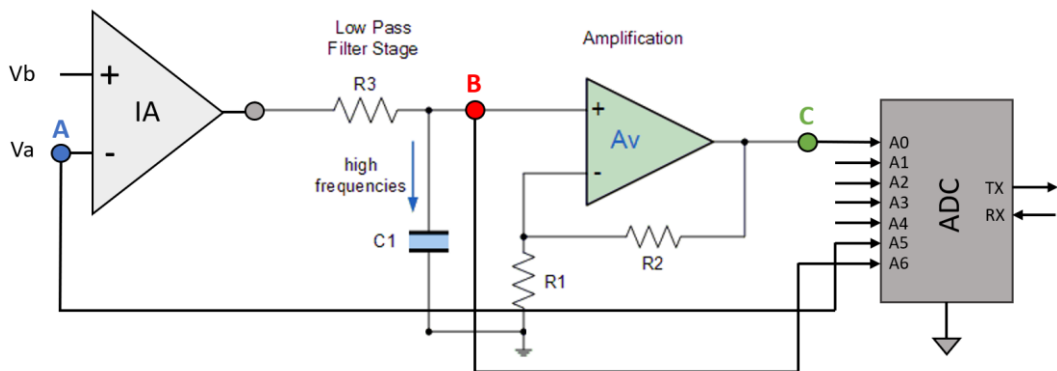 Low Pass
Filter Stage
Amplification
Vb
+
IA
R3
B
+
C
A
Va
-
Av
-
high
frequencies
C1
R2
R1
A0
A1
A2
A3
A4
A5
A6
ADC
TX
RX